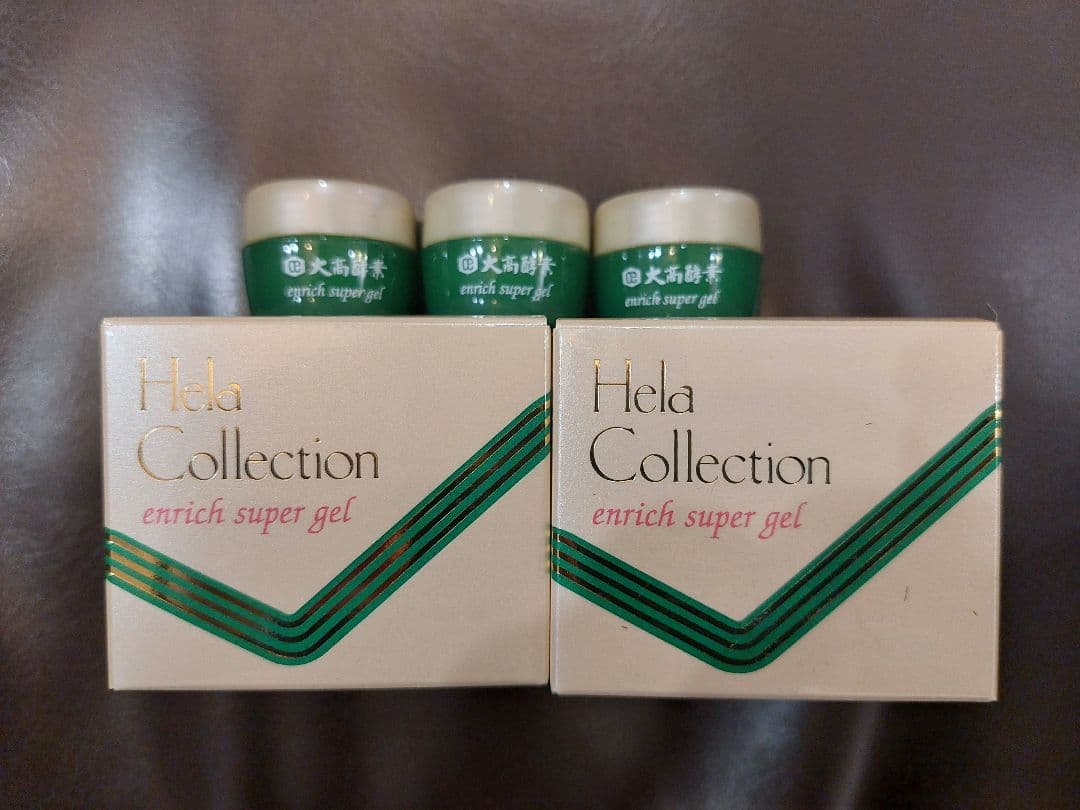 大高酵素
enrich super gel
大高酵素
enrich super gel
大高酵素
enrich super gel
Hela
Collection
enrich super gel
Hela
Collection
enrich super gel